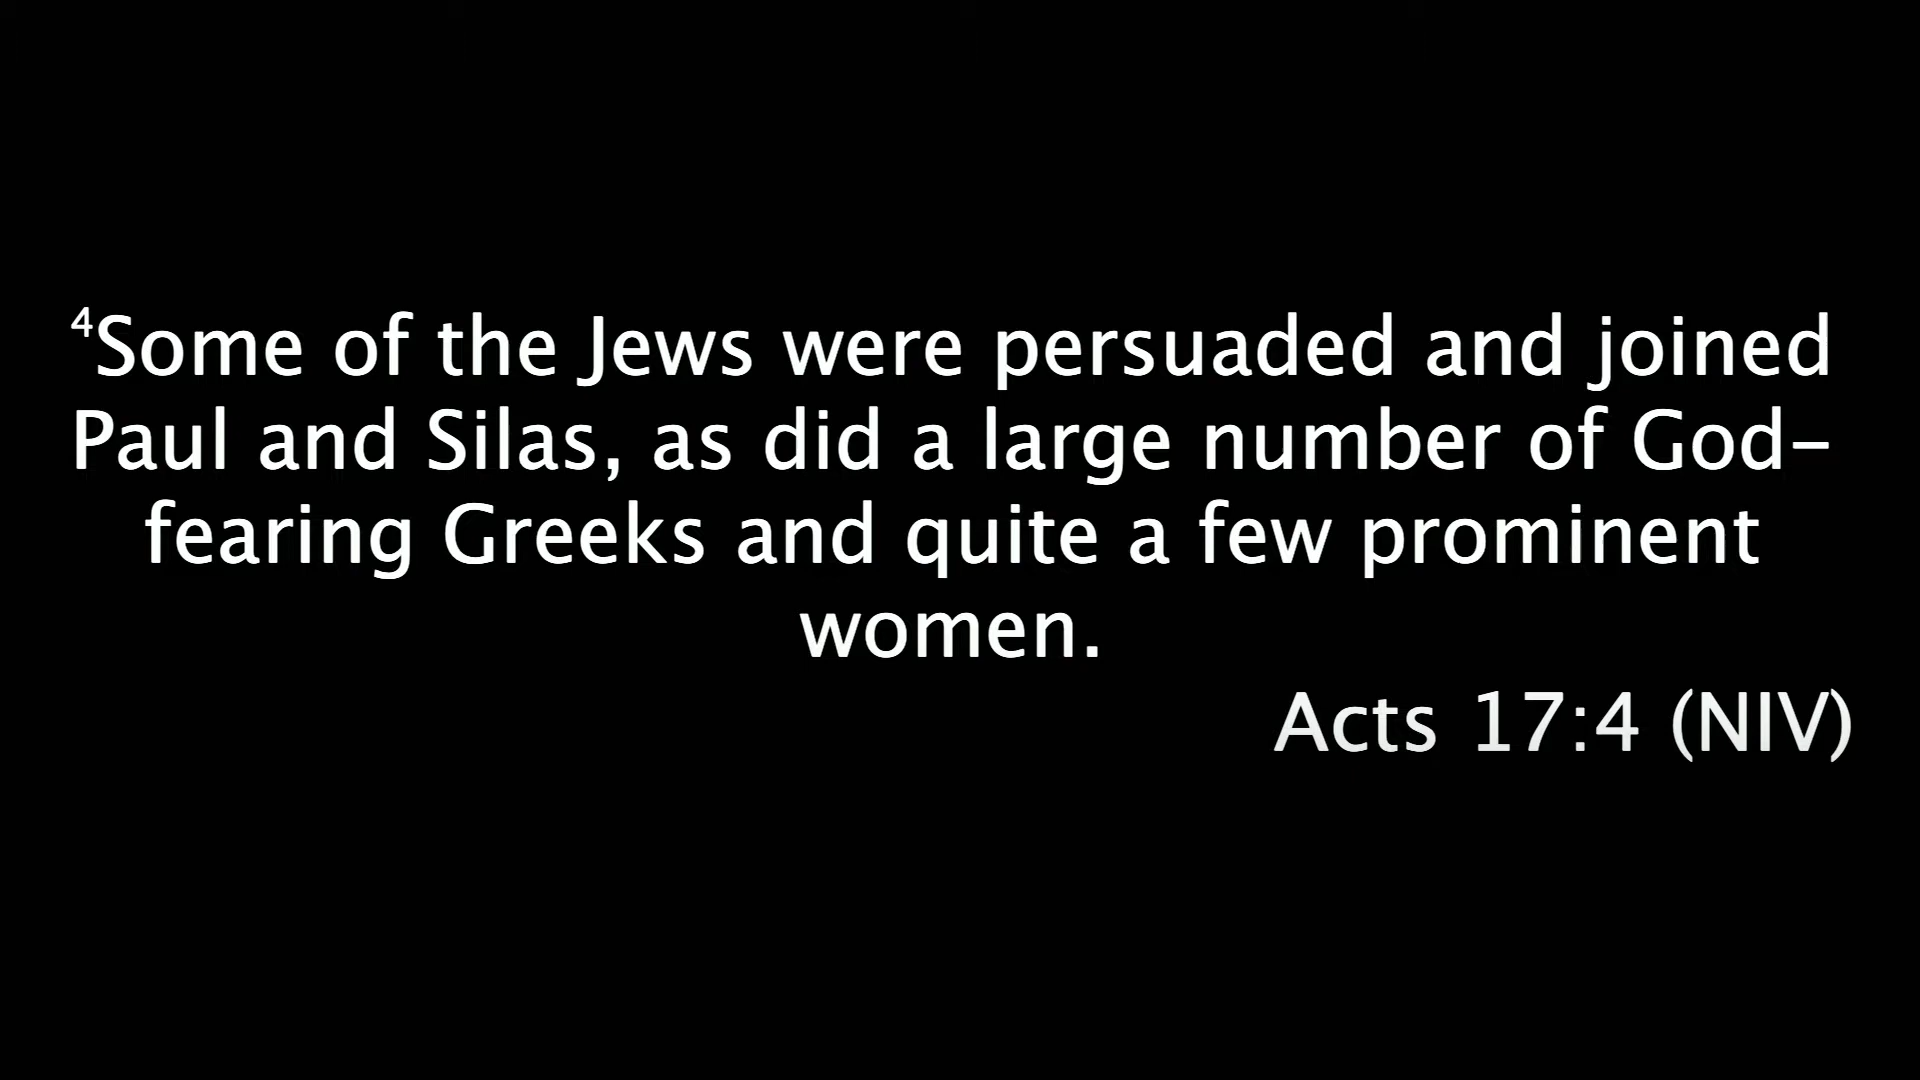 ⁴Some of the Jews were persuaded and joined
Paul and Silas, as did a large number of God-
fearing Greeks and quite a few prominent
women.
Acts 17:4 (NIV)